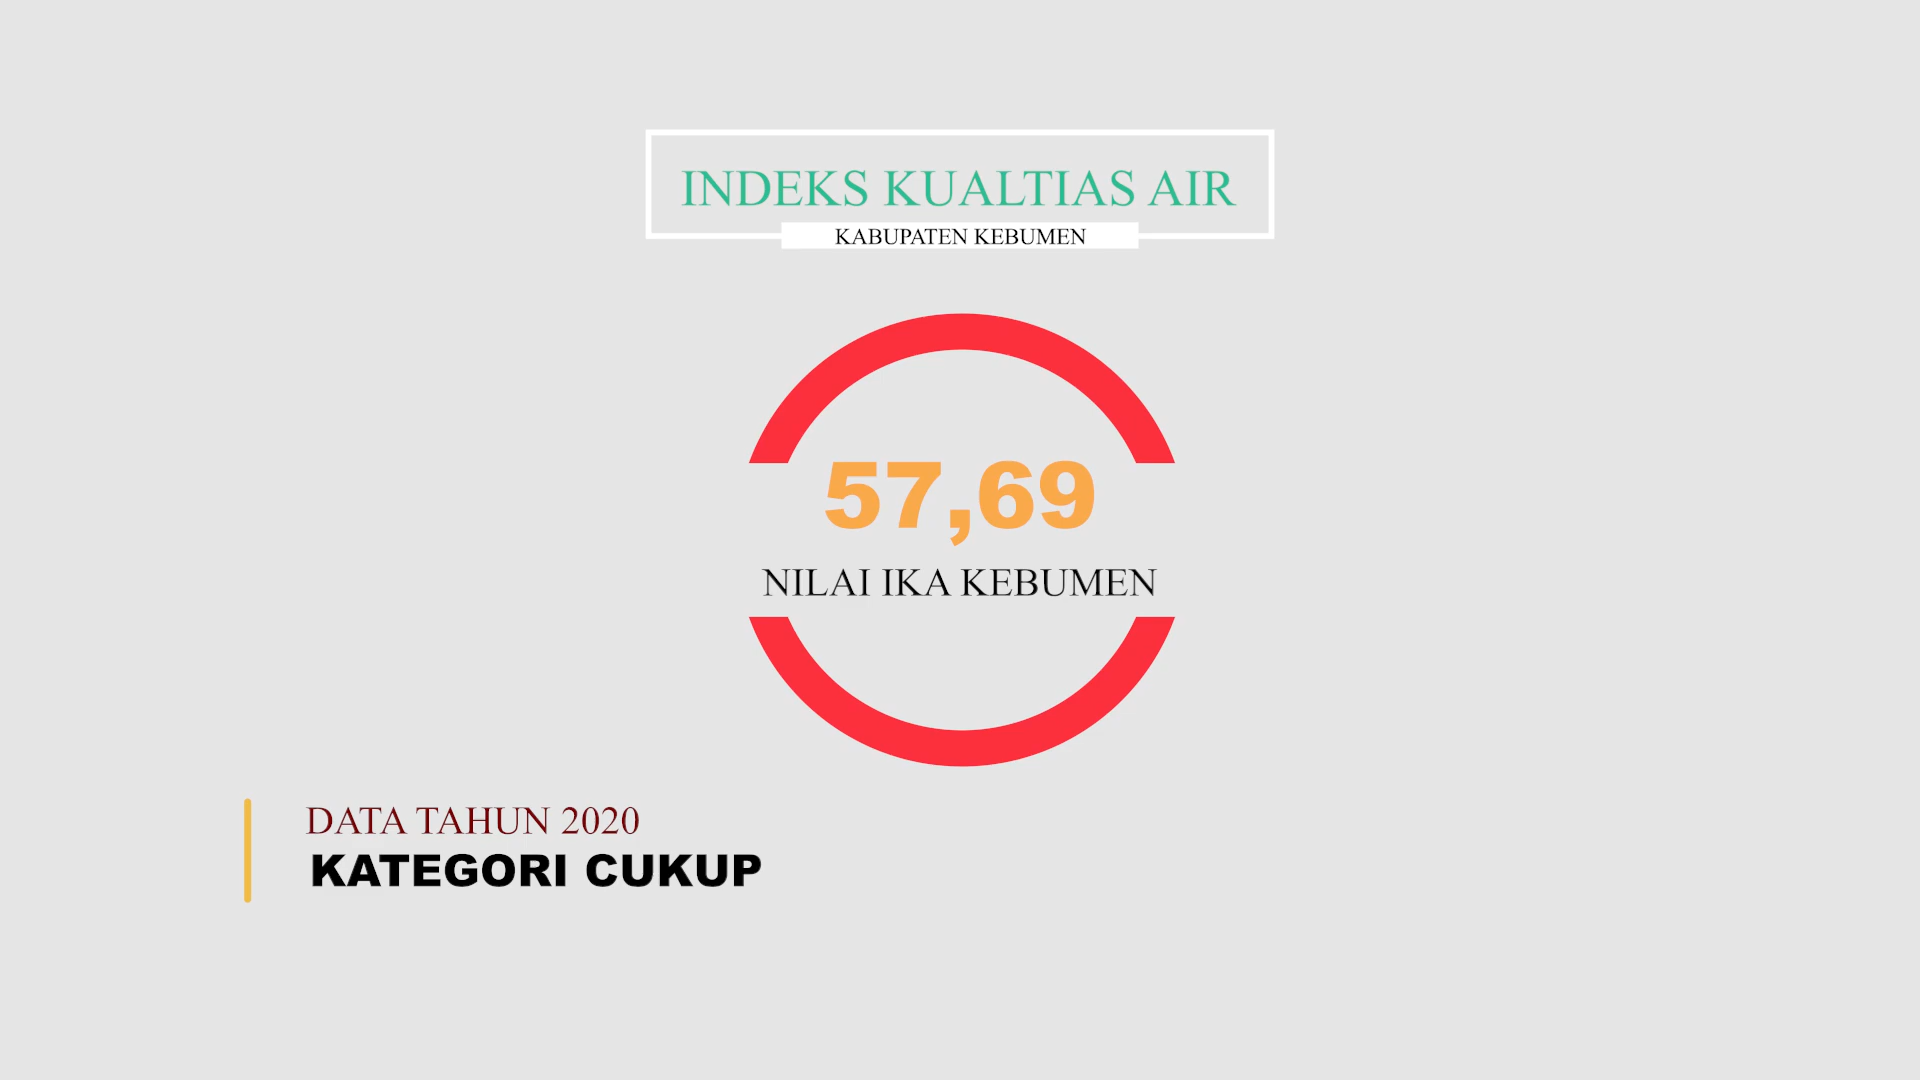 INDEKS KUALTIAS AIR
KABUPATEN KEBUMEN
57,69
NILAI IKA KEBUMEN
DATA TAHUN 2020
KATEGORI CUKUP